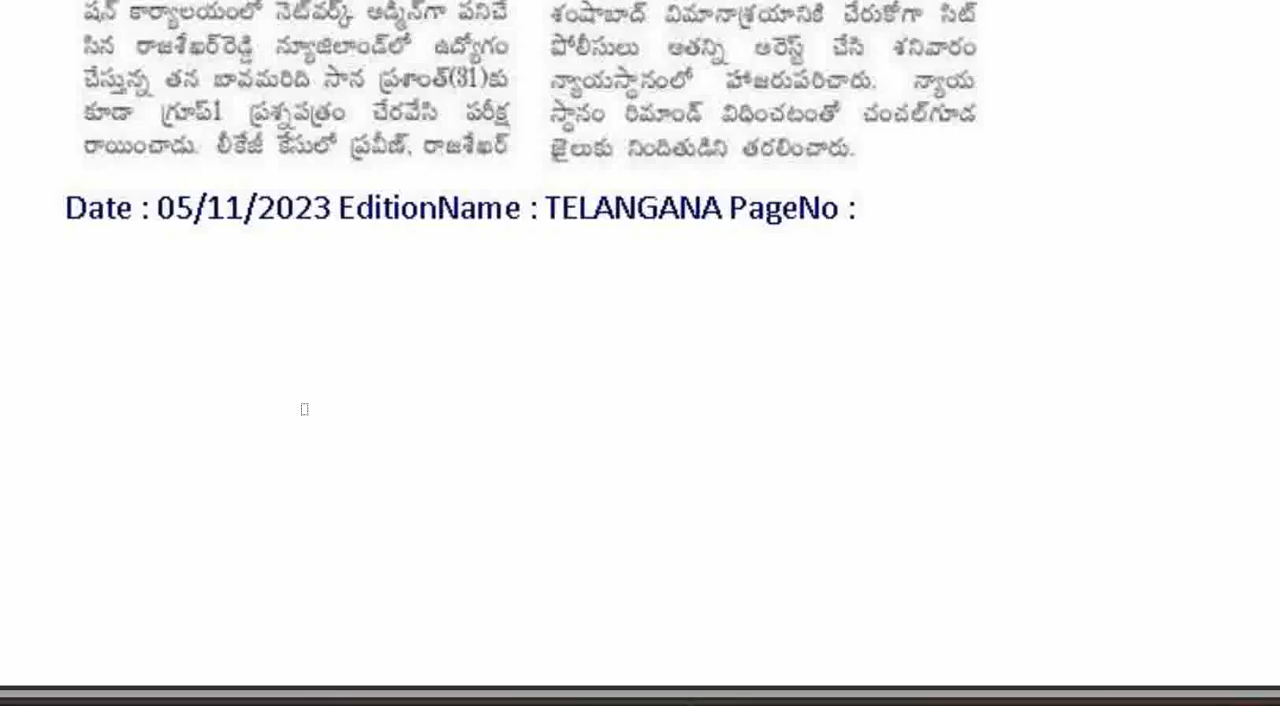 షన్ కార్యాలయంలో నెట్‌వర్క్ అడ్మిన్‌గా పనిచే
సిన రాజశేఖర్‌రెడ్డి న్యూజిలాండ్‌లో ఉద్యోగం
చేస్తున్న తన బావమరిది సాన ప్రశాంత్(31)కు
కూడా గ్రూప్1 ప్రశ్నపత్రం చేరవేసి పరీక్ష
రాయించాడు. లీకేజీ కేసులో ప్రవీణ్, రాజశేఖర్
శంషాబాద్ విమానాశ్రయానికి చేరుకోగా సిట్
పోలీసులు అతన్ని అరెస్ట్ చేసి శనివారం
న్యాయస్థానంలో హాజరుపరిచారు. న్యాయ
స్థానం రిమాండ్ విధించటంతో చంచల్‌గూడ
జైలుకు నిందితుడిని తరలించారు.
Date : 05/11/2023 EditionName : TELANGANA PageNo :